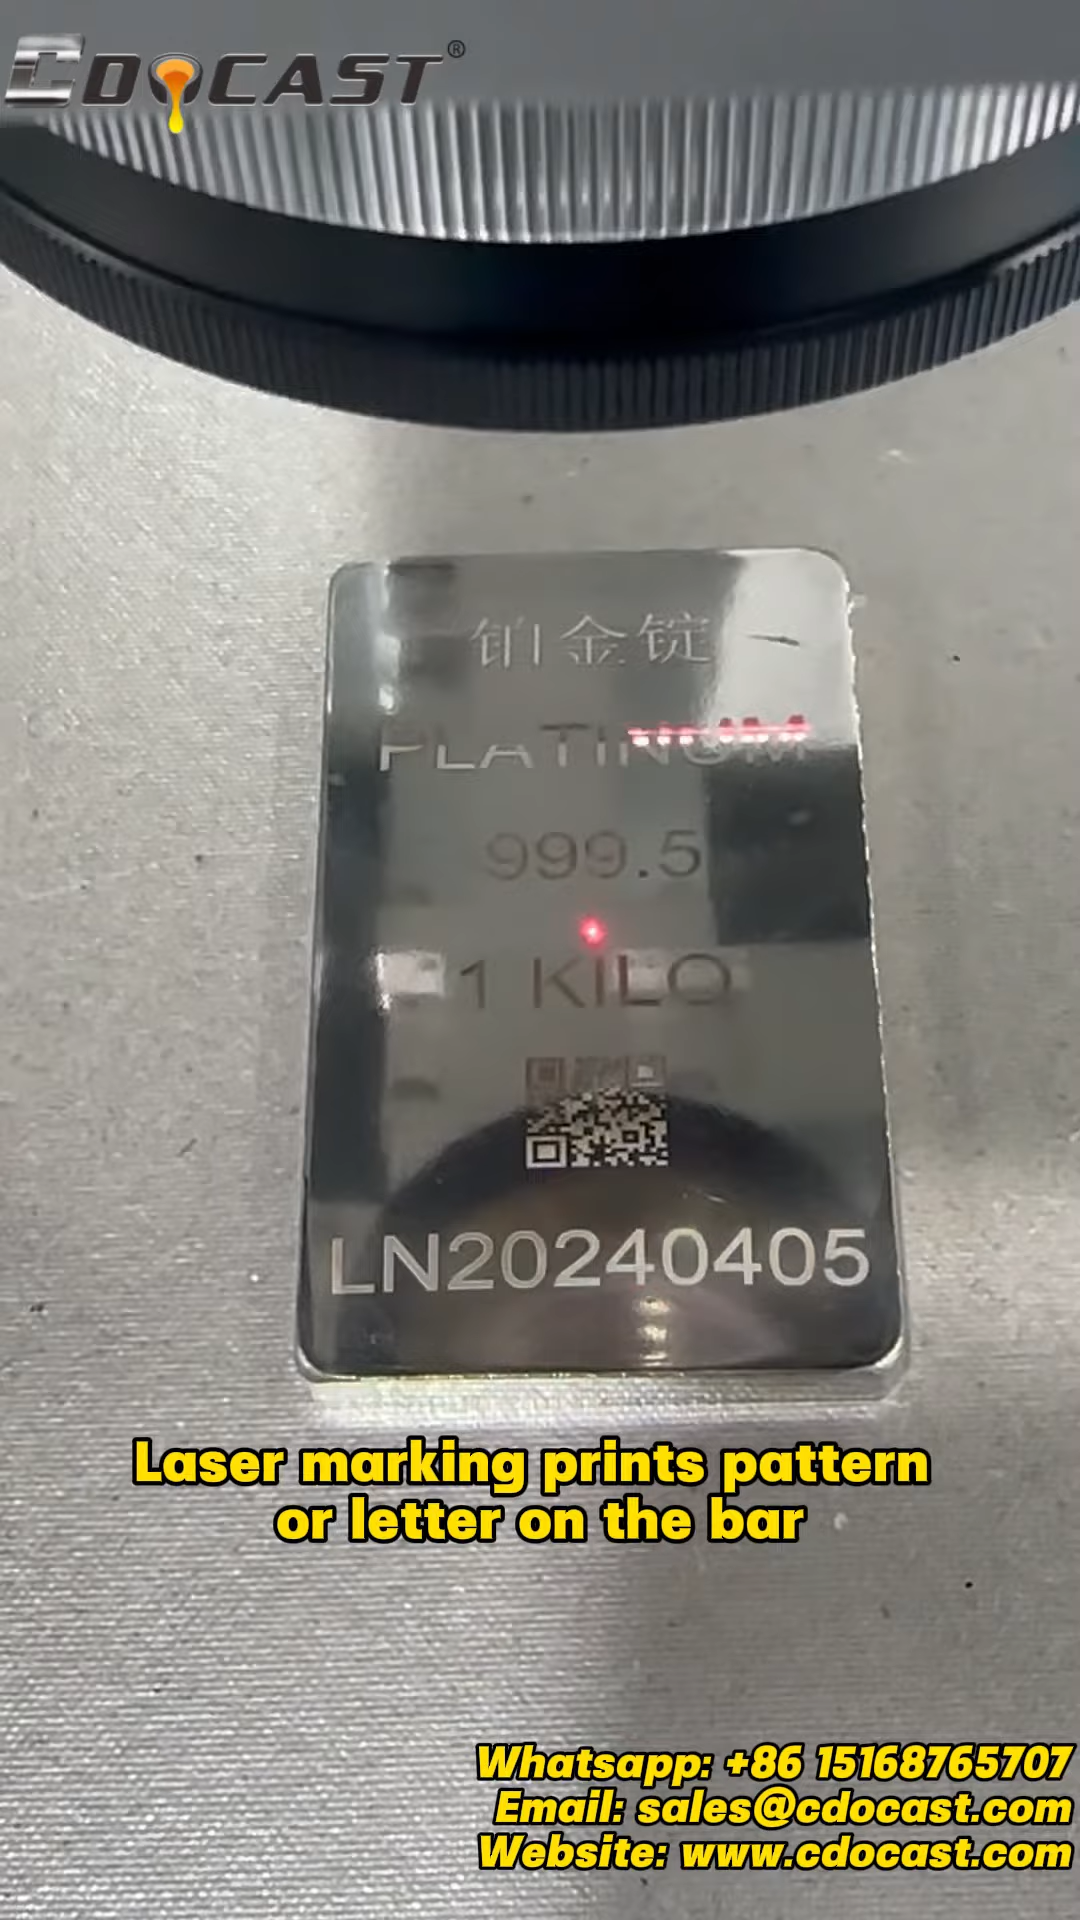 CDOCAST®
铂金锭
PLATINUM
999.5
1 KILO
LN20240405
Laser marking prints pattern
or letter on the bar
Whatsapp: +86 15168765707
Email: sales@cdocast.com
Website: www.cdocast.com